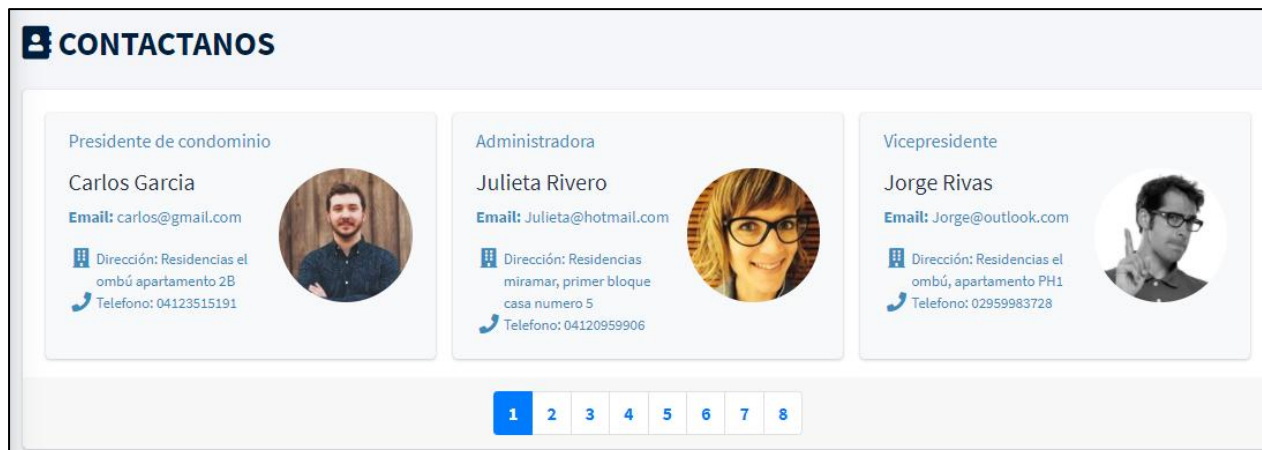 CONTACTANOS
Presidente de condominio
Carlos Garcia
Email: carlos@gmail.com
Dirección: Residencias el
ombú apartamento 2B
Telefono: 04123515191
Administradora
Julieta Rivero
Email: Julieta@hotmail.com
Dirección: Residencias
miramar, primer bloque
casa numero 5
Telefono: 04120959906
Vicepresidente
Jorge Rivas
Email: Jorge@outlook.com
Dirección: Residencias el
ombú, apartamento PH1
Telefono: 02959983728
1 2 3 4 5 6 7 8